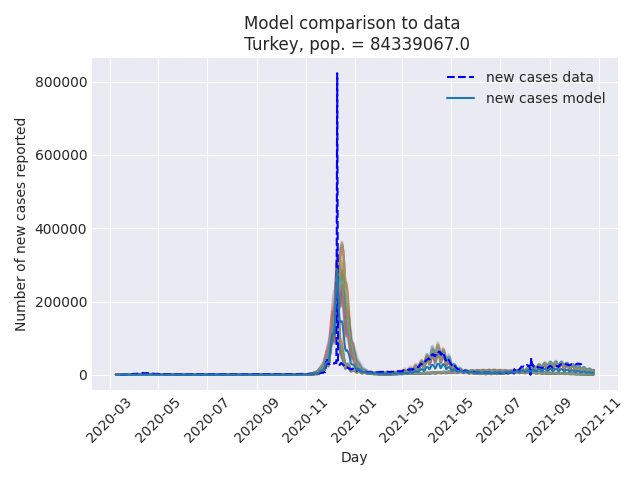 Model comparison to data
Turkey, pop. = 84339067.0
new cases data
new cases model
Number of new cases reported
800000
600000
400000
200000
0
2020-03
2020-05
2020-07
2020-09
2020-11
2021-01
2021-03
2021-05
2021-07
2021-09
2021-11
Day